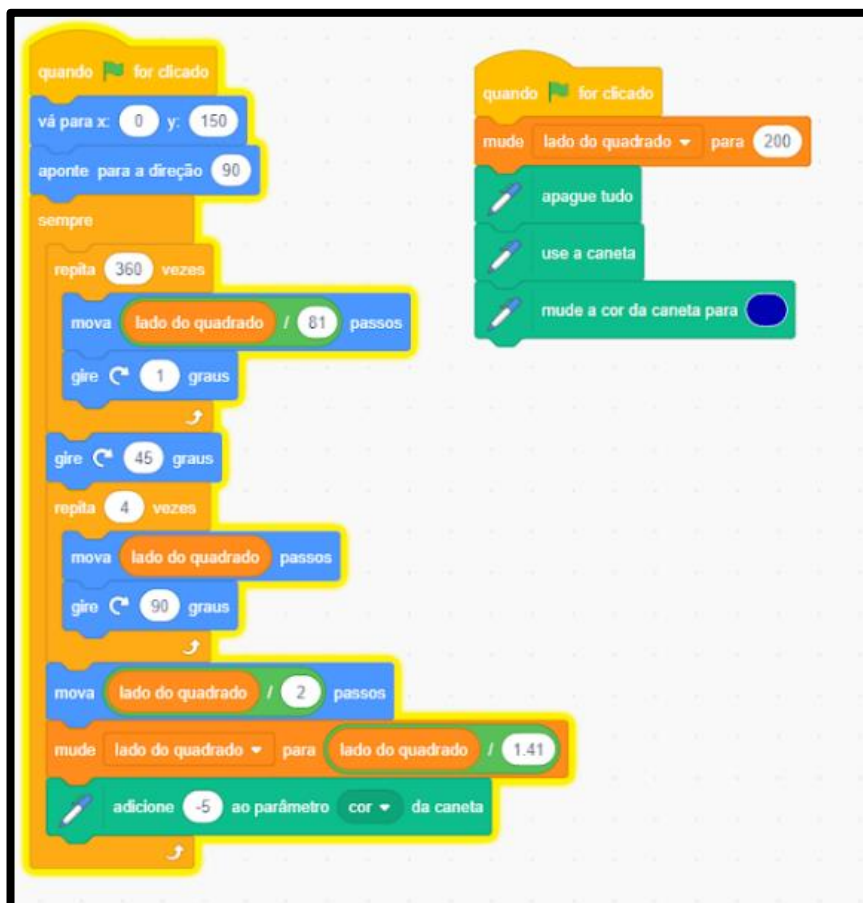 quando for clicado
vá para x: 0 y: 150
aponte para a direção 90
sempre
repita 360 vezes
mova lado do quadrado / 81 passos
gire 1 graus
gire 45 graus
repita 4 vezes
mova lado do quadrado passos
gire 90 graus
mova lado do quadrado / 2 passos
mude lado do quadrado para lado do quadrado / 1.41
adicione -5 ao parâmetro cor da caneta
quando for clicado
mude lado do quadrado para 200
apague tudo
use a caneta
mude a cor da caneta para